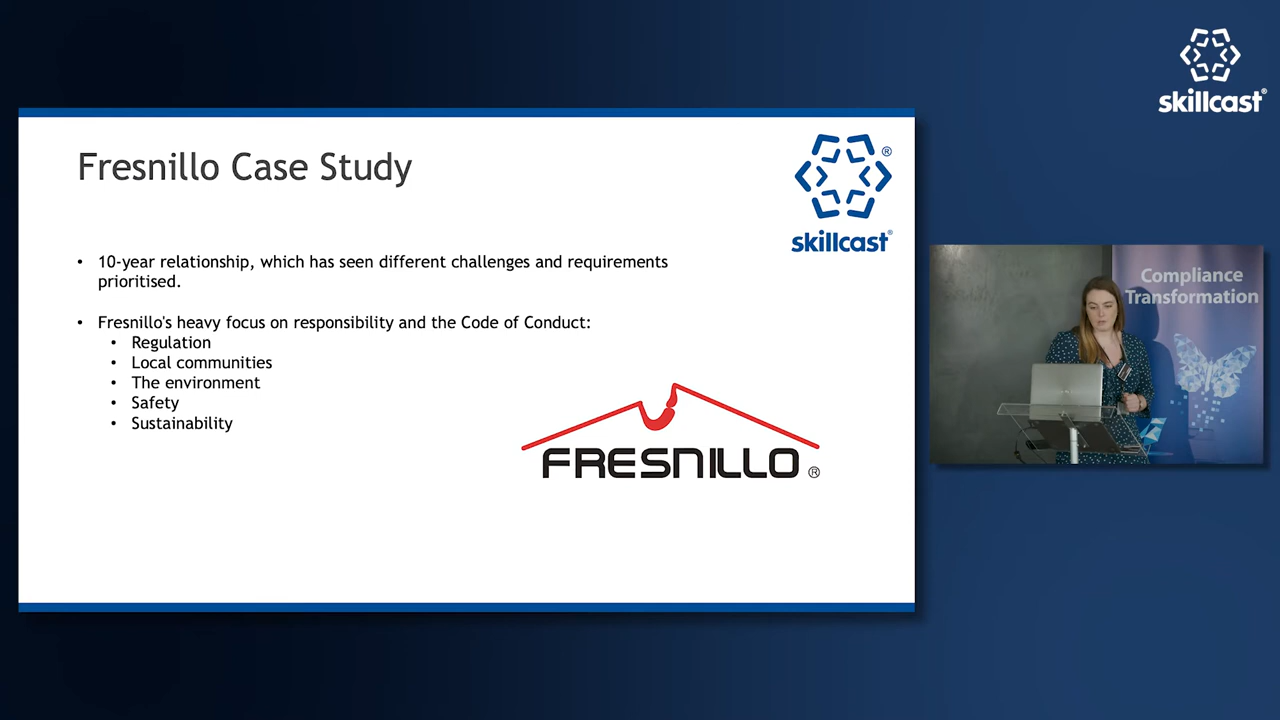 skillcast®
Fresnillo Case Study
®
skillcast®
• 10-year relationship, which has seen different challenges and requirements
prioritised.
• Fresnillo's heavy focus on responsibility and the Code of Conduct:
• Regulation
• Local communities
• The environment
• Safety
• Sustainability
FRESNILLO®
Compliance
Transformation